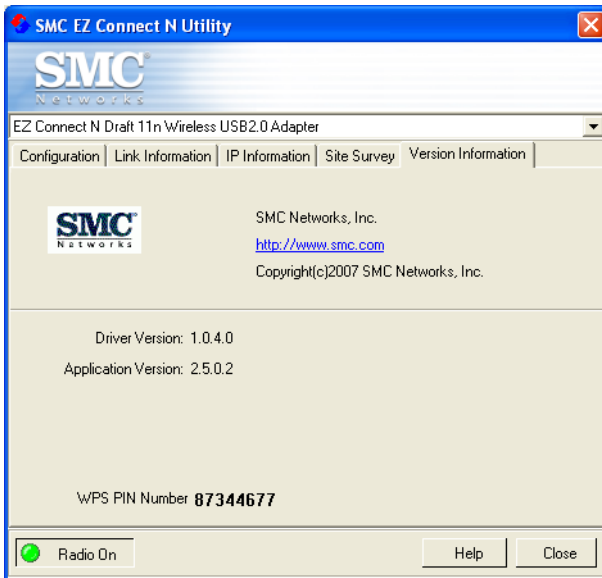 SMC EZ Connect N Utility
SMC®
Networks
EZ Connect N Draft 11n Wireless USB2.0 Adapter
Configuration Link Information IP Information Site Survey Version Information
SMC®
Networks
SMC Networks, Inc.
http://www.smc.com
Copyright(c)2007 SMC Networks, Inc.
Driver Version: 1.0.4.0
Application Version: 2.5.0.2
WPS PIN Number 87344677
Radio On Help Close